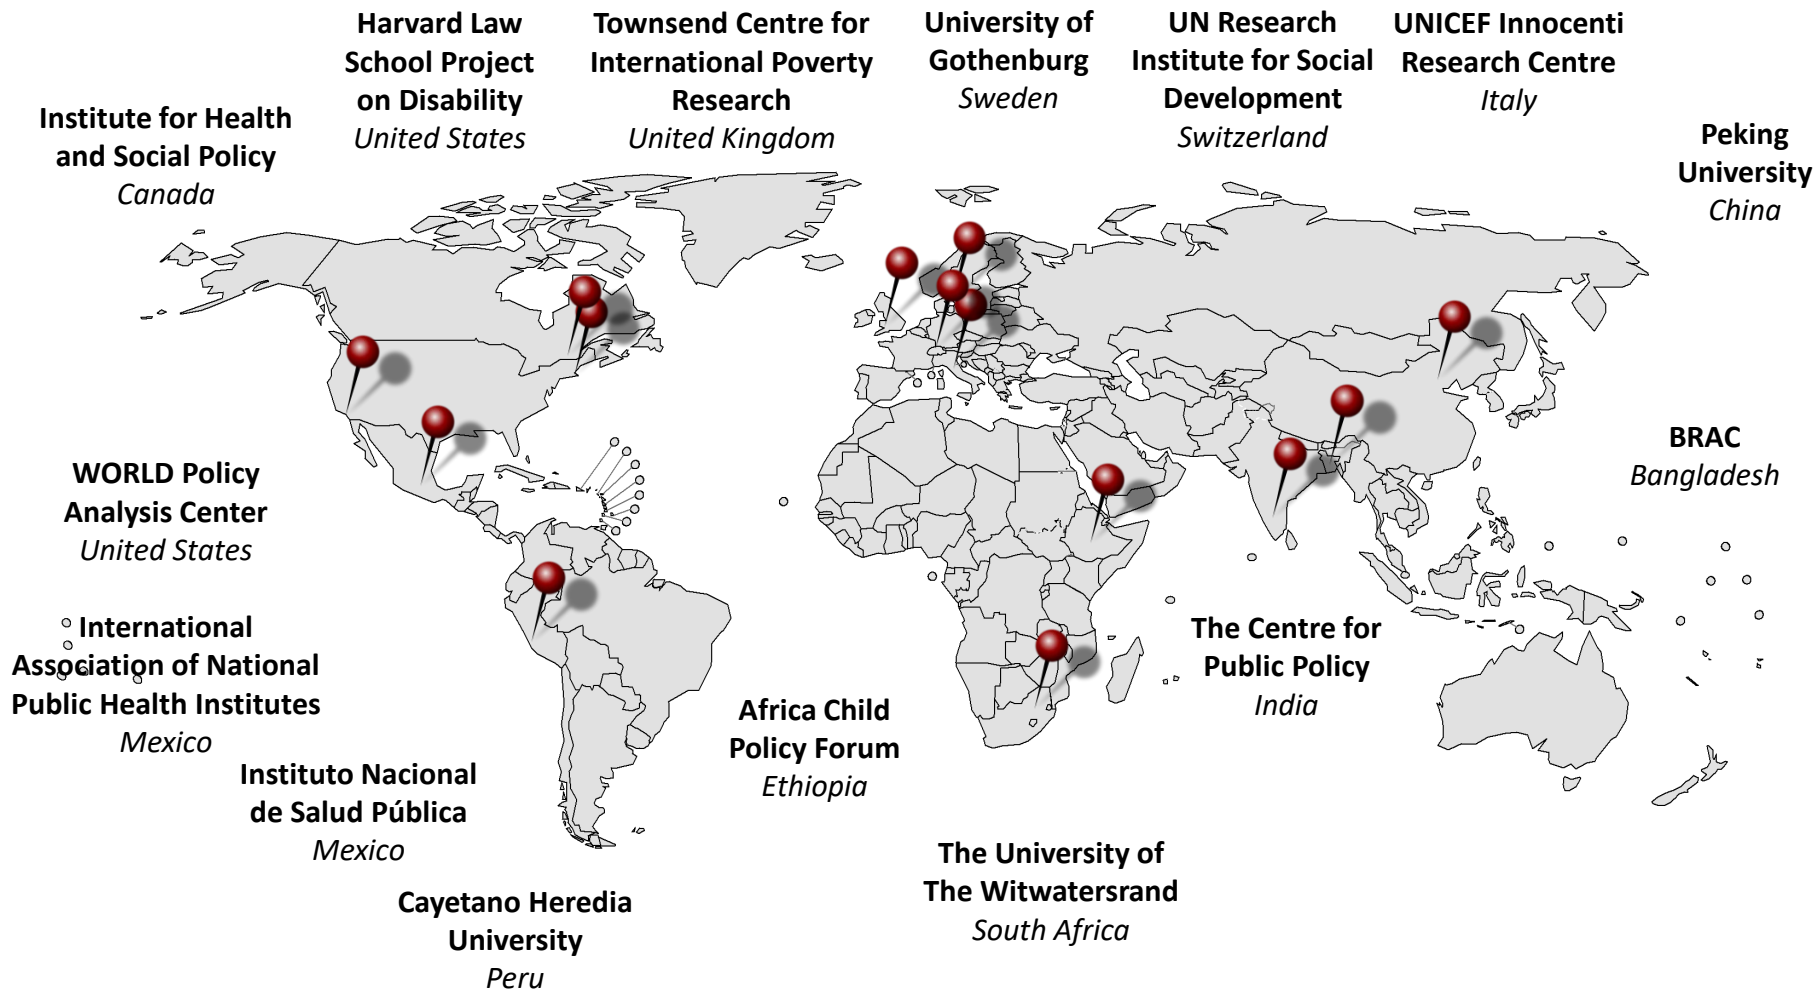 Harvard Law
School Project
on Disability
United States
Townsend Centre for
International Poverty
Research
United Kingdom
University of
Gothenburg
Sweden
UN Research
Institute for Social
Development
Switzerland
UNICEF Innocenti
Research Centre
Italy
Institute for Health
and Social Policy
Canada
Peking
University
China
WORLD Policy
Analysis Center
United States
BRAC
Bangladesh
International
Association of National
Public Health Institutes
Mexico
The Centre for
Public Policy
India
Africa Child
Policy Forum
Ethiopia
Instituto Nacional
de Salud Pública
Mexico
The University of
The Witwatersrand
South Africa
Cayetano Heredia
University
Peru